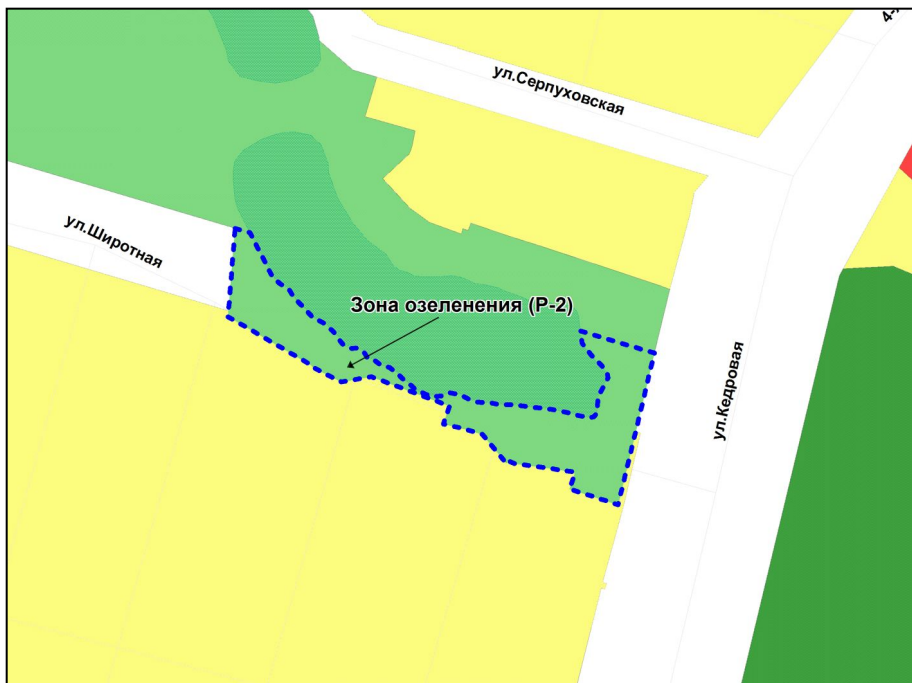 ул.Серпуховская
ул.Широтная
Зона озеленения (Р-2)
ул.Кедровая